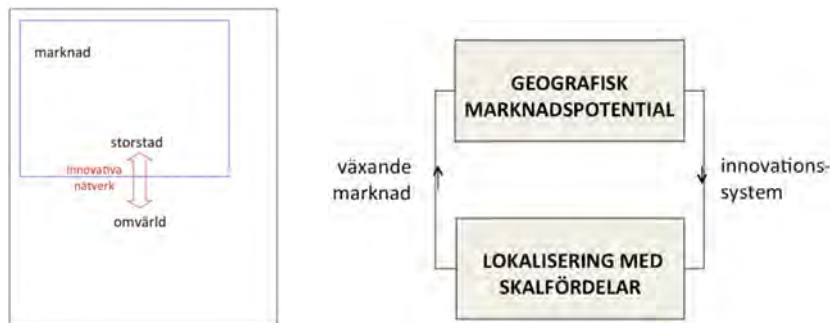 marknad
storstad
Innovativa
nätverk
omvärld
GEOGRAFISK
MARKNADSPOTENTIAL
växande
marknad
innovations-
system
LOKALISERING MED
SKALFÖRDELAR